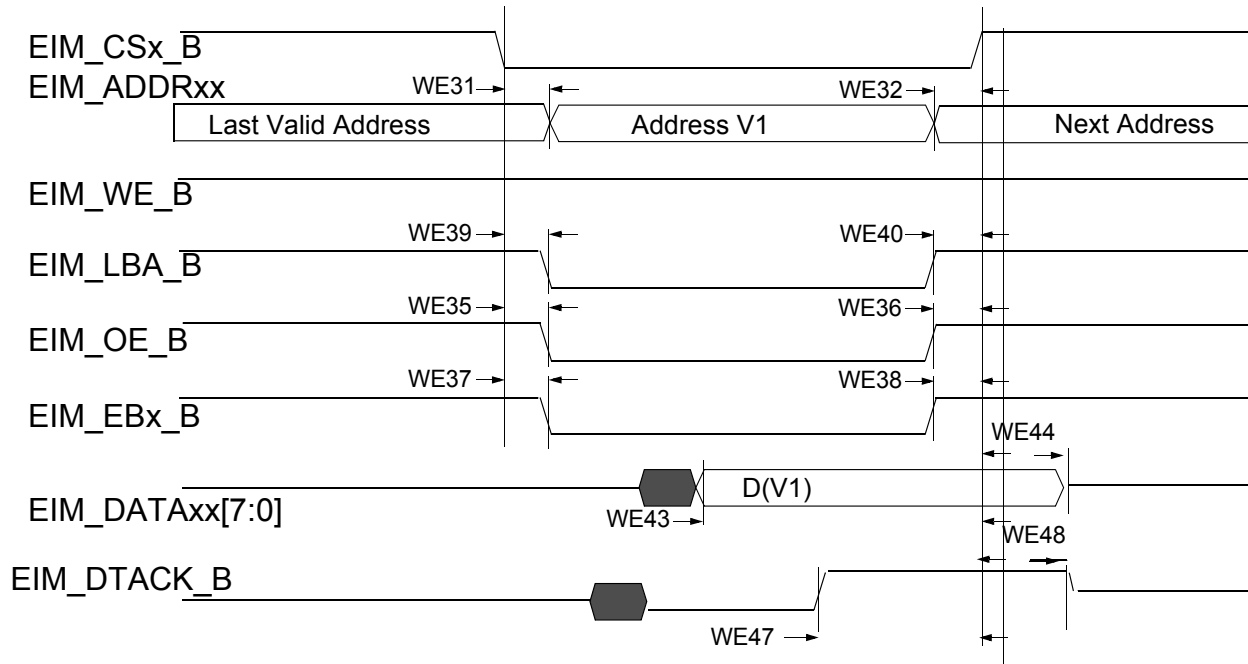 EIM_CSx_B
EIM_ADDRxx
WE31
WE32
Last Valid Address
Address V1
Next Address
EIM_WE_B
WE39
WE40
EIM_LBA_B
WE35
WE36
EIM_OE_B
WE37
WE38
EIM_EBx_B
WE44
D(V1)
EIM_DATAxx[7:0]
WE43
WE48
EIM_DTACK_B
WE47